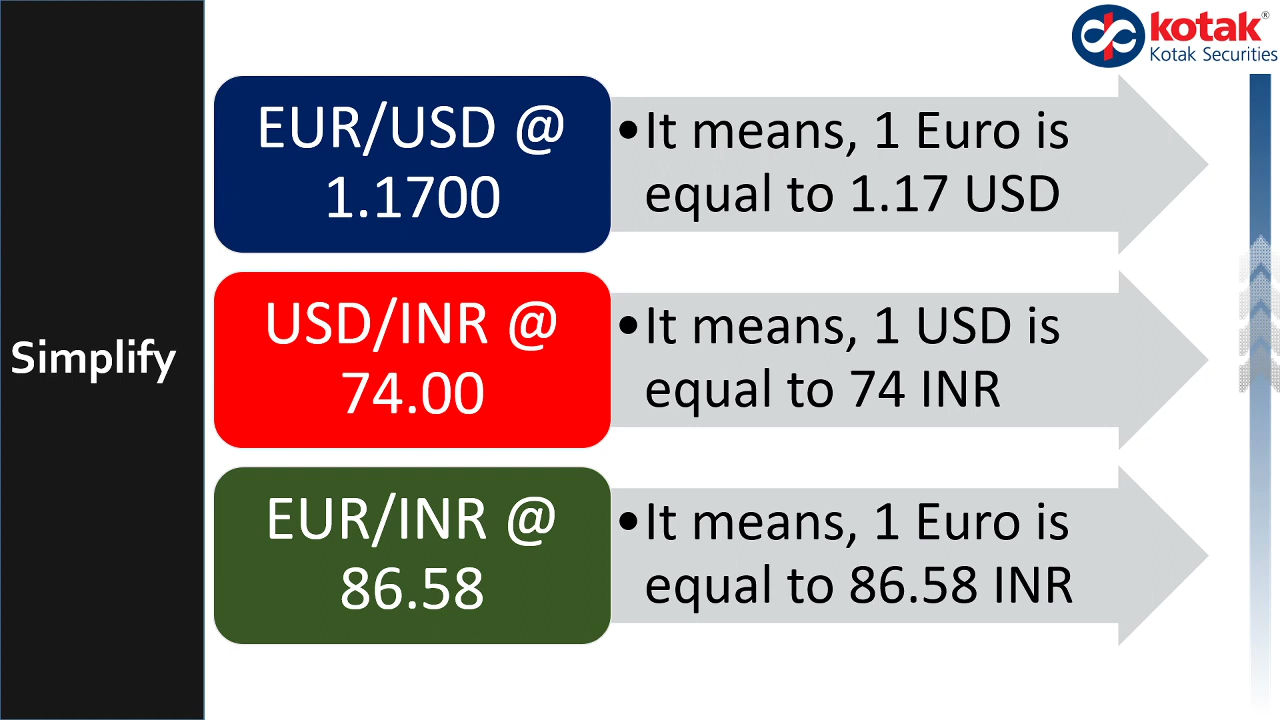 kotak®
Kotak Securities
Simplify
EUR/USD @
1.1700
•It means, 1 Euro is
equal to 1.17 USD
USD/INR @
74.00
•It means, 1 USD is
equal to 74 INR
EUR/INR @
86.58
•It means, 1 Euro is
equal to 86.58 INR